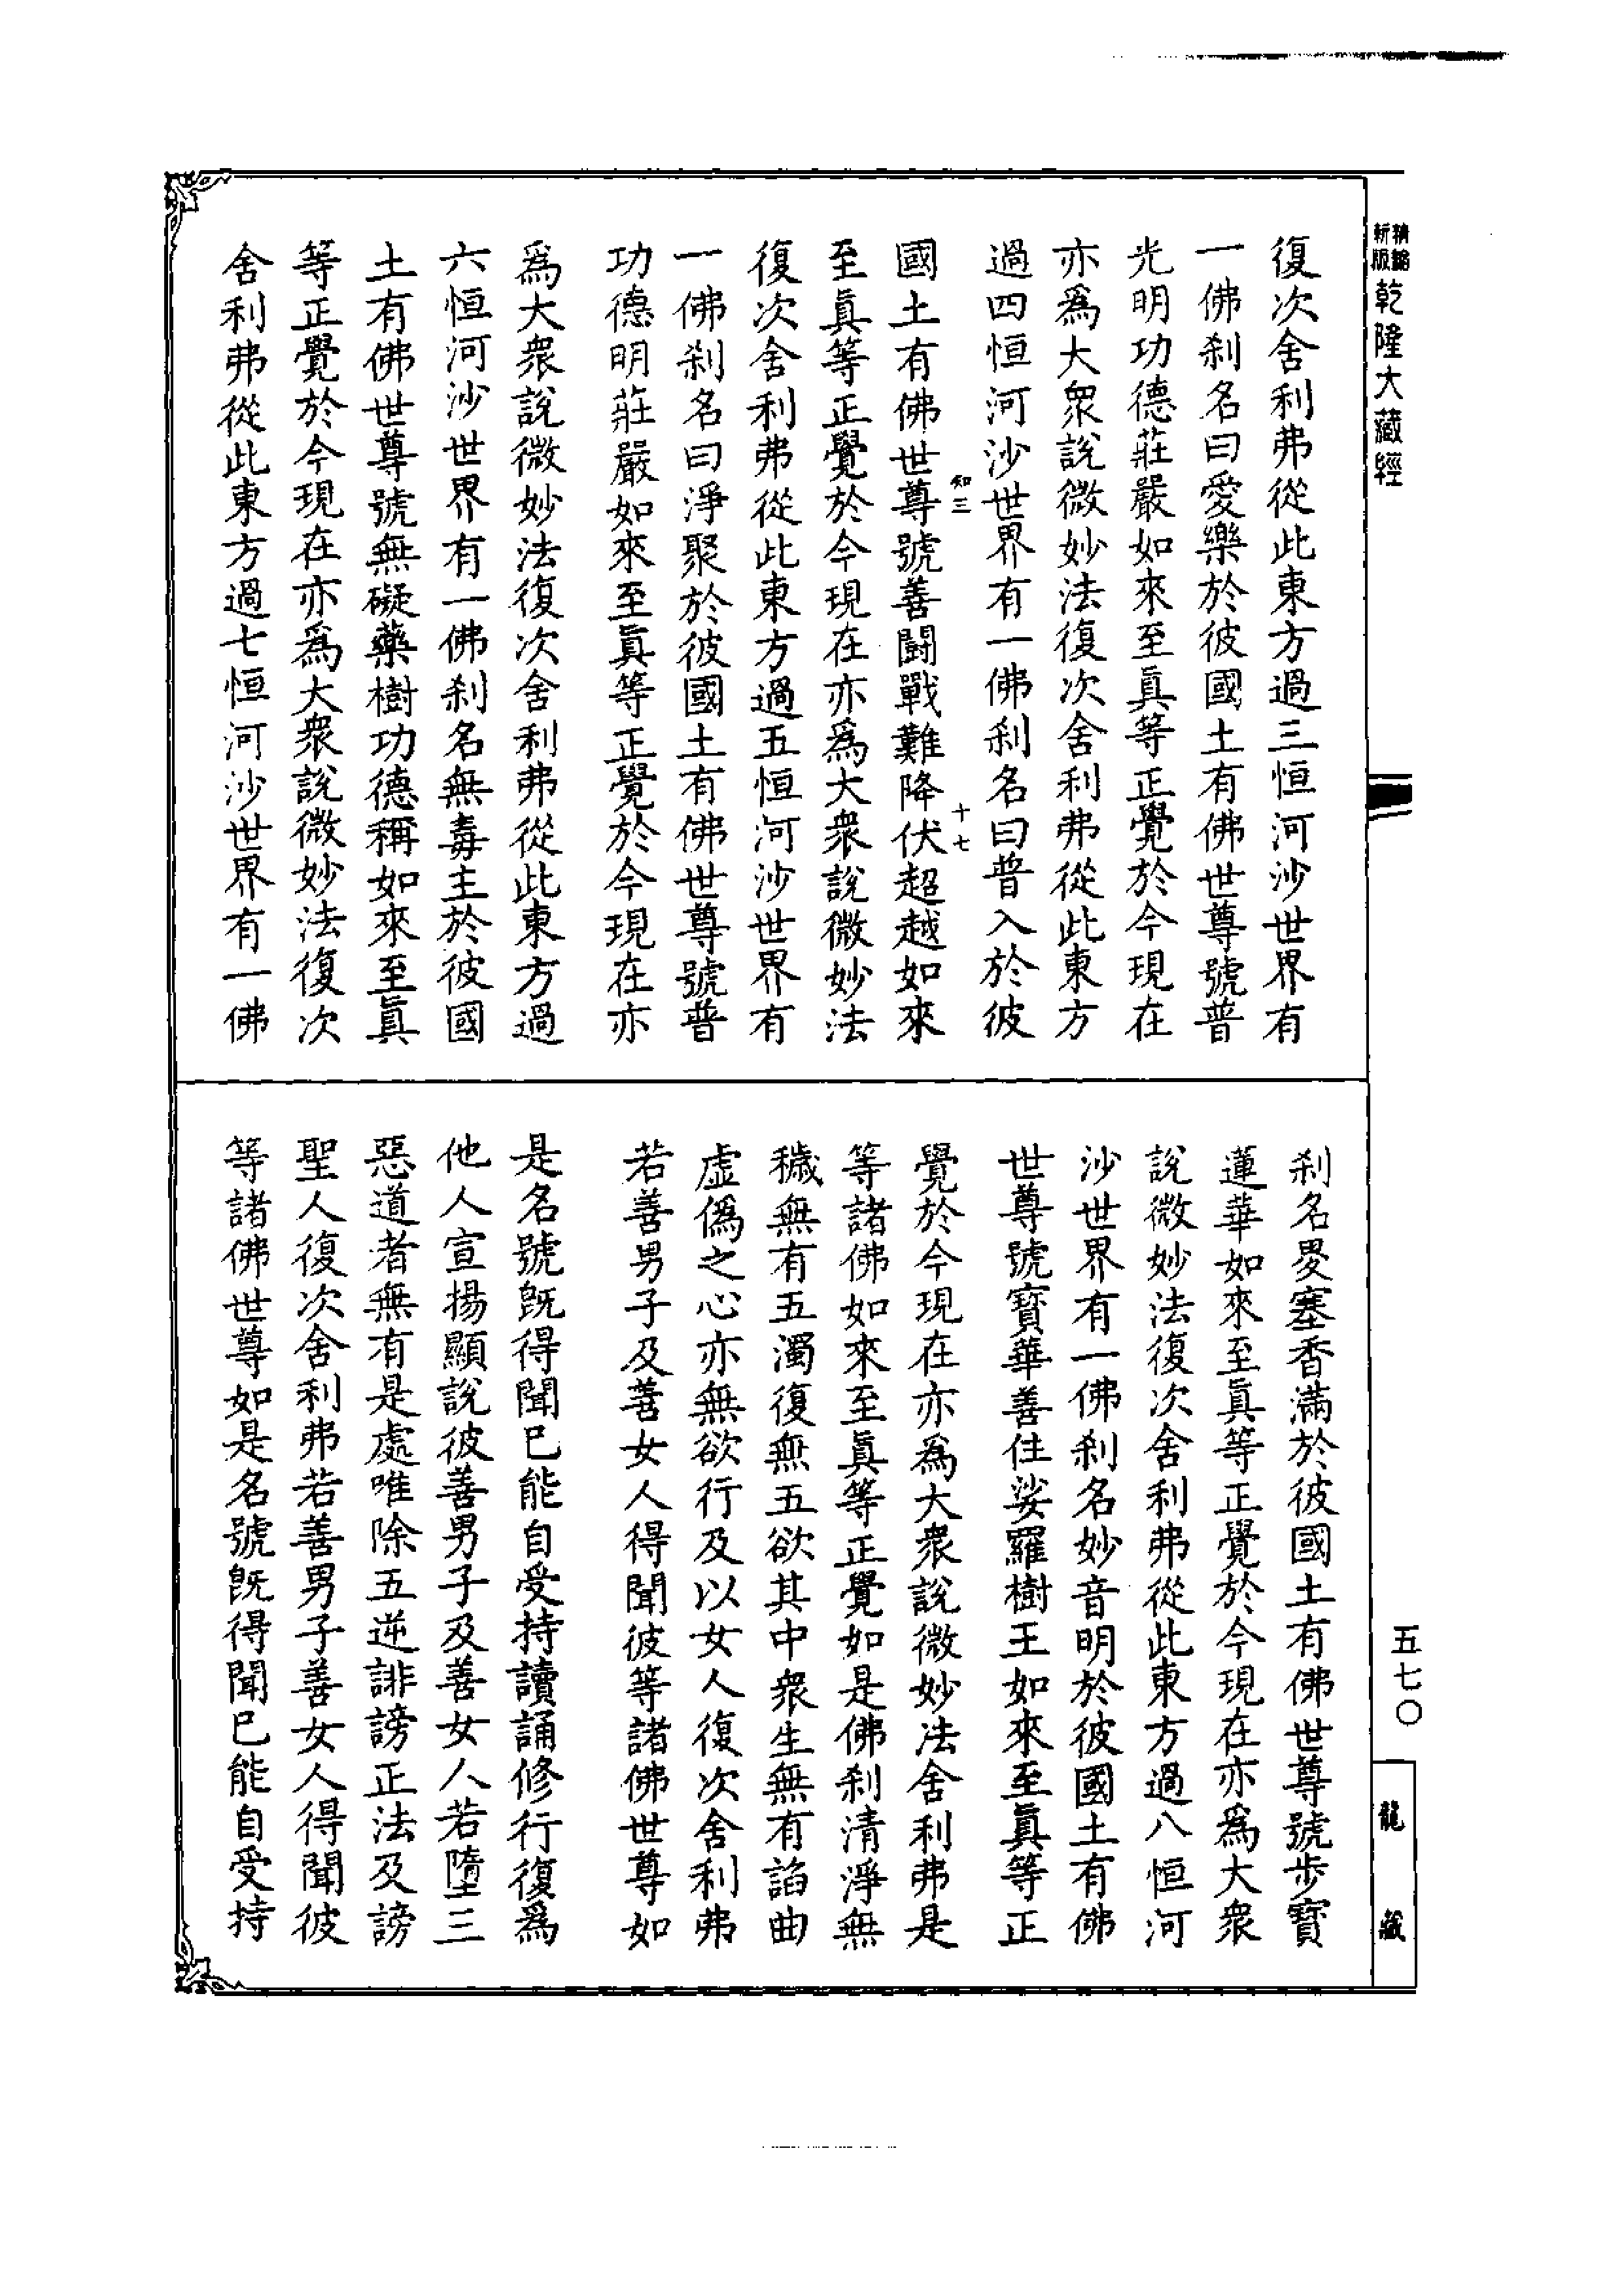 精縮
新版
乾隆大藏經
復次舍利弗從此東方過三恒河沙世界有
一佛刹名曰愛樂於彼國土有佛世尊號普
光明功德莊嚴如來至眞等正覺於今現在
亦爲大衆說微妙法復次舍利弗從此東方
過四恒河沙世界有一佛刹名曰普入於彼
知三
十七
國土有佛世尊號善鬪戰難降伏超越如來
至眞等正覺於今現在亦爲大衆說微妙法
復次舍利弗從此東方過五恒河沙世界有
一佛刹名曰淨聚於彼國土有佛世尊號普
功德明莊嚴如來至眞等正覺於今現在亦
爲大衆說微妙法復次舍利弗從此東方過
六恒河沙世界有一佛刹名無毒主於彼國
土有佛世尊號無礙藥樹功德稱如來至眞
等正覺於今現在亦爲大衆說微妙法復次
舍利弗從此東方過七恒河沙世界有一佛
刹名畟塞香滿於彼國土有佛世尊號步寶
蓮華如來至眞等正覺於今現在亦爲大衆
說微妙法復次舍利弗從此東方過八恒河
沙世界有一佛刹名妙音明於彼國土有佛
世尊號寶華善住娑羅樹王如來至眞等正
覺於今現在亦爲大衆說微妙法舍利弗是
等諸佛如來至眞等正覺如是佛刹清淨無
穢無有五濁復無五欲其中衆生無有諂曲
虛僞之心亦無欲行及以女人復次舍利弗
若善男子及善女人得聞彼等諸佛世尊如
是名號旣得聞已能自受持讀誦修行復爲
他人宣揚顯說彼善男子及善女人若墮三
惡道者無有是處唯除五逆誹謗正法及謗
聖人復次舍利弗若善男子善女人得聞彼
等諸佛世尊如是名號旣得聞已能自受持
五七〇
龍藏